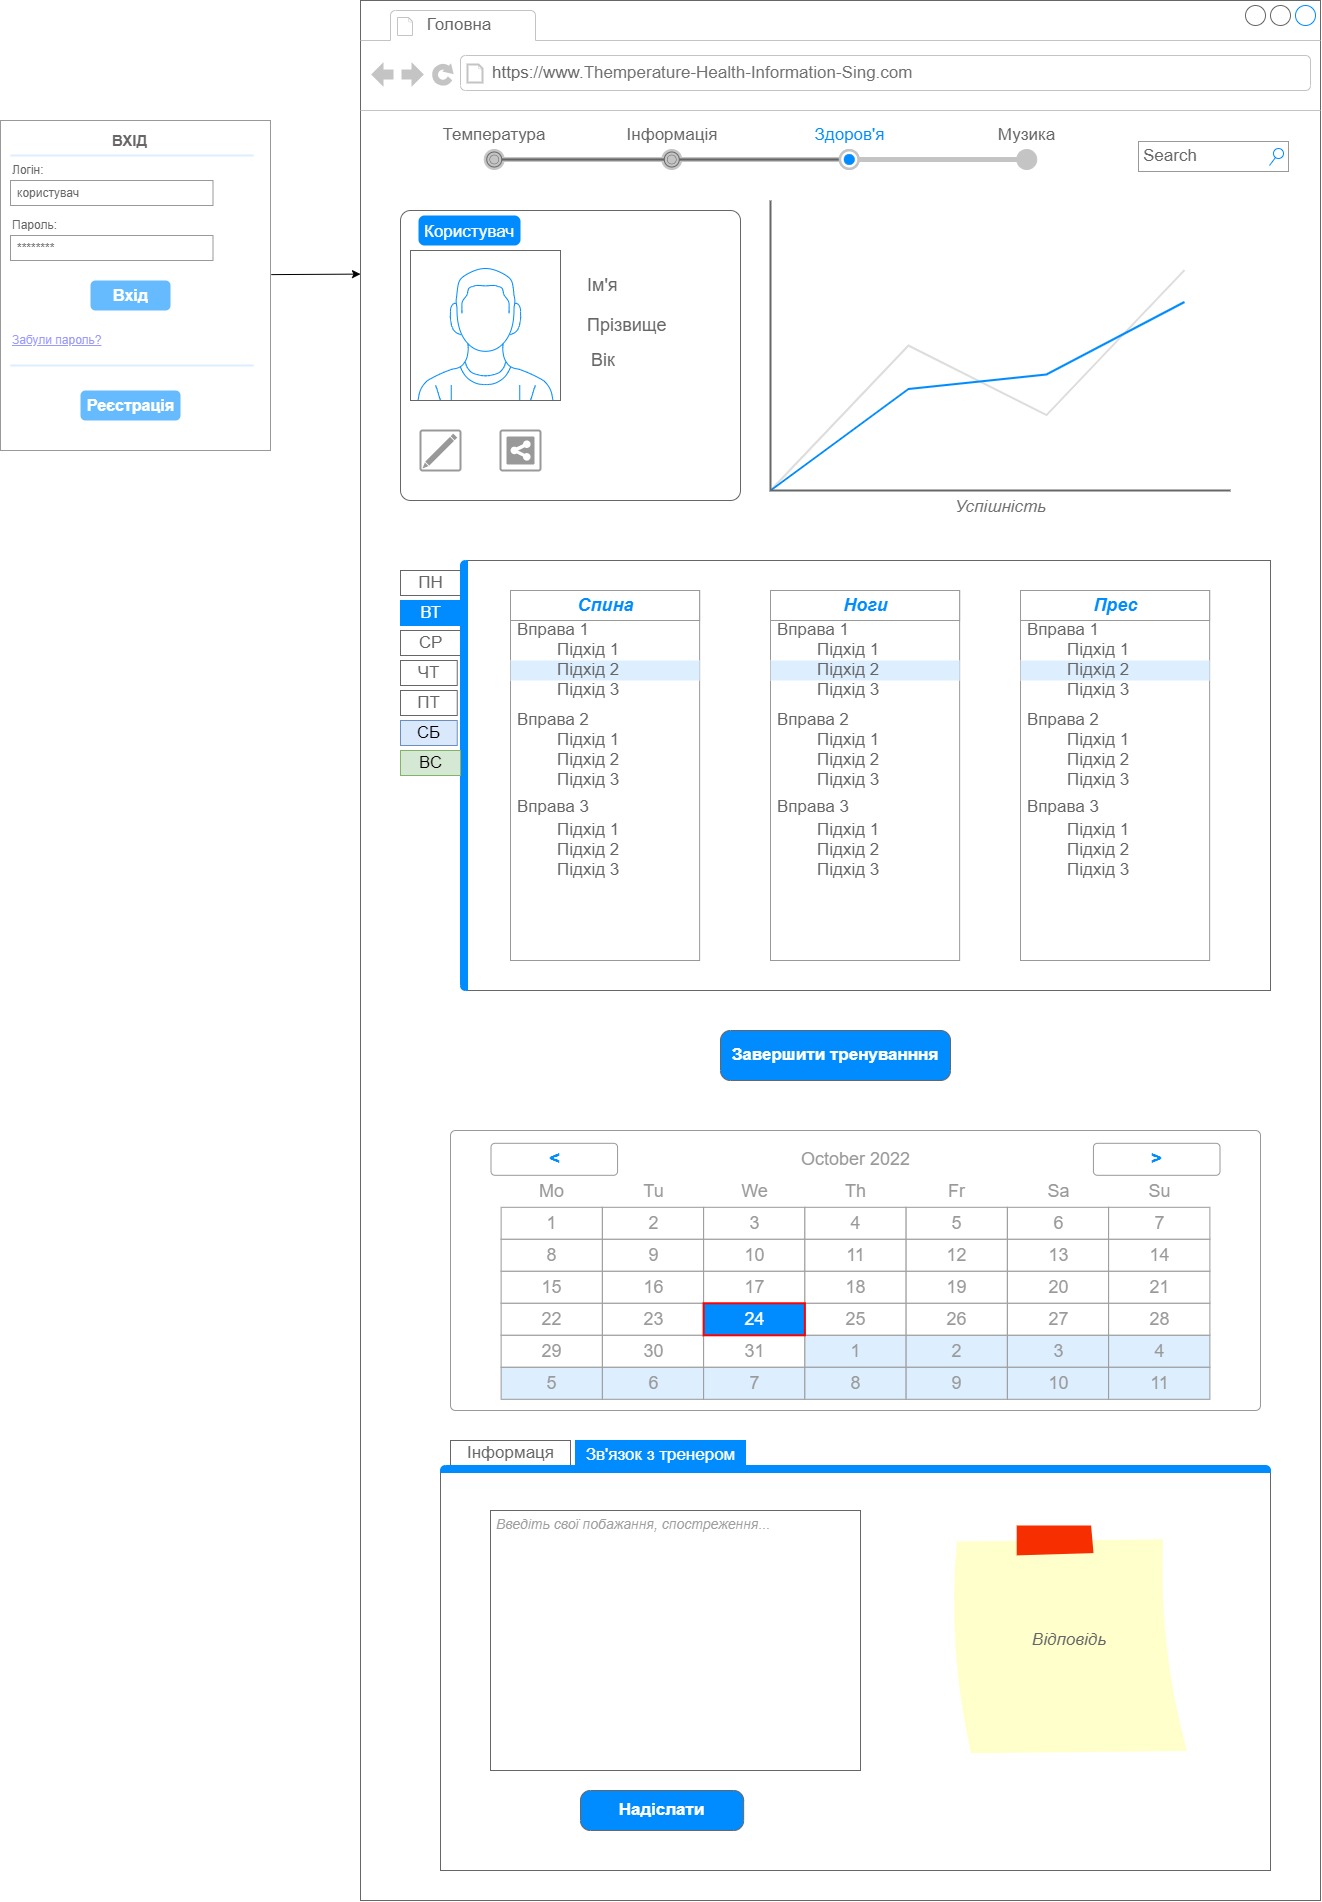 Головна
https://www.Themperature-Health-Information-Sing.com
ВХІД
Логін:
користувач
Пароль:
********
Вхід
Забули пароль?
Реєстрація
Температура Інформація Здоров'я Музика
Search
Користувач
Ім'я
Прізвище
Вік
Успішність
ПН
ВТ
СР
ЧТ
ПТ
СБ
ВС
Спина
Вправа 1
Підхід 1
Підхід 2
Підхід 3
Вправа 2
Підхід 1
Підхід 2
Підхід 3
Вправа 3
Підхід 1
Підхід 2
Підхід 3
Ноги
Вправа 1
Підхід 1
Підхід 2
Підхід 3
Вправа 2
Підхід 1
Підхід 2
Підхід 3
Вправа 3
Підхід 1
Підхід 2
Підхід 3
Прес
Вправа 1
Підхід 1
Підхід 2
Підхід 3
Вправа 2
Підхід 1
Підхід 2
Підхід 3
Вправа 3
Підхід 1
Підхід 2
Підхід 3
Завершити тренуванння
< October 2022 >
Mo Tu We Th Fr Sa Su
1 2 3 4 5 6 7
8 9 10 11 12 13 14
15 16 17 18 19 20 21
22 23 24 25 26 27 28
29 30 31 1 2 3 4
5 6 7 8 9 10 11
Інформаця Зв'язок з тренером
Введіть свої побажання, спостреження...
Відповідь
Надіслати